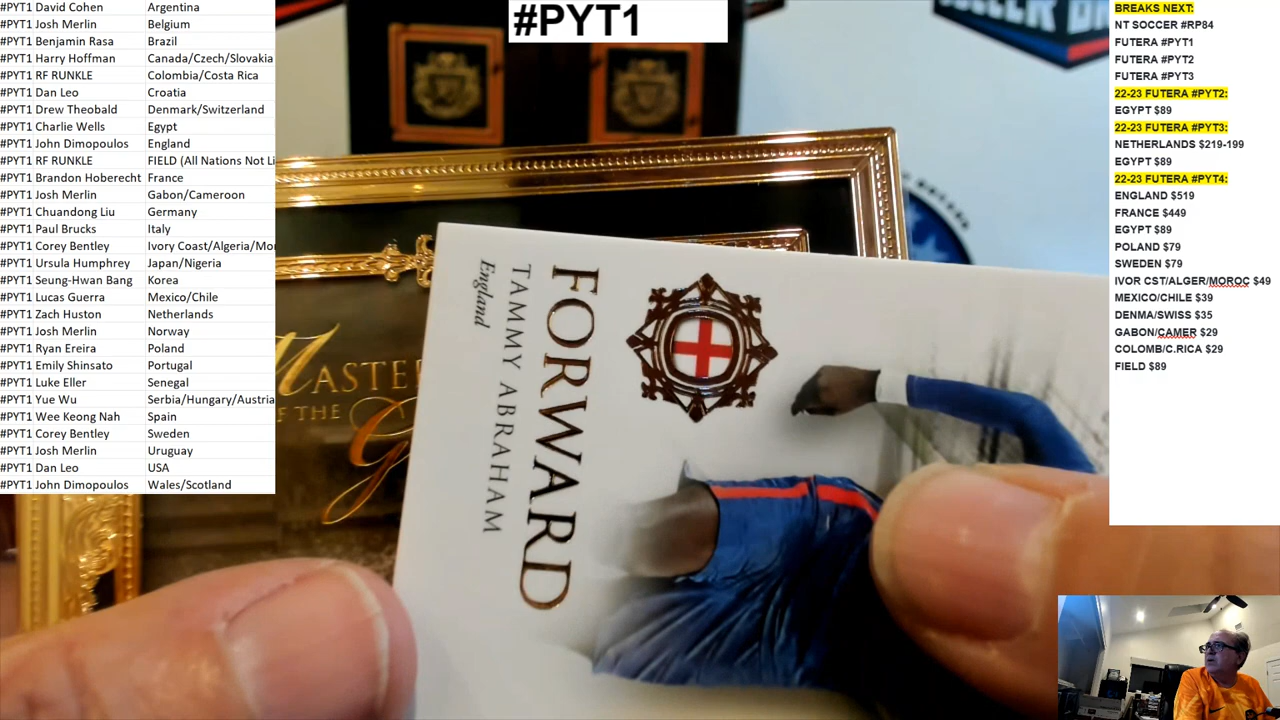 #PYT1 David Cohen Argentina
#PYT1 Josh Merlin Belgium
#PYT1 Benjamin Rasa Brazil
#PYT1 Harry Hoffman Canada/Czech/Slovakia
#PYT1 RF RUNKLE Colombia/Costa Rica
#PYT1 Dan Leo Croatia
#PYT1 Drew Theobald Denmark/Switzerland
#PYT1 Charlie Wells Egypt
#PYT1 John Dimopoulos England
#PYT1 RF RUNKLE FIELD (All Nations Not Li
#PYT1 Brandon Hoberecht France
#PYT1 Josh Merlin Gabon/Cameroon
#PYT1 Chuandong Liu Germany
#PYT1 Paul Brucks Italy
#PYT1 Corey Bentley Ivory Coast/Algeria/Mor
#PYT1 Ursula Humphrey Japan/Nigeria
#PYT1 Seung-Hwan Bang Korea
#PYT1 Lucas Guerra Mexico/Chile
#PYT1 Zach Huston Netherlands
#PYT1 Josh Merlin Norway
#PYT1 Ryan Ereira Poland
#PYT1 Emily Shinsato Portugal
#PYT1 Luke Eller Senegal
#PYT1 Yue Wu Serbia/Hungary/Austria
#PYT1 Wee Keong Nah Spain
#PYT1 Corey Bentley Sweden
#PYT1 Josh Merlin Uruguay
#PYT1 Dan Leo USA
#PYT1 John Dimopoulos Wales/Scotland
#PYT1
FORWARD
TAMMY ABRAHAM
England
MASTE
OF THE
BREAKS NEXT:
NT SOCCER #RP84
FUTERA #PYT1
FUTERA #PYT2
FUTERA #PYT3
22-23 FUTERA #PYT2:
EGYPT $89
22-23 FUTERA #PYT3:
NETHERLANDS $219-199
EGYPT $89
22-23 FUTERA #PYT4:
ENGLAND $519
FRANCE $449
EGYPT $89
POLAND $79
SWEDEN $79
IVOR CST/ALGER/MOROC $49
MEXICO/CHILE $39
DENMA/SWISS $35
GABON/CAMER $29
COLOMB/C.RICA $29
FIELD $89